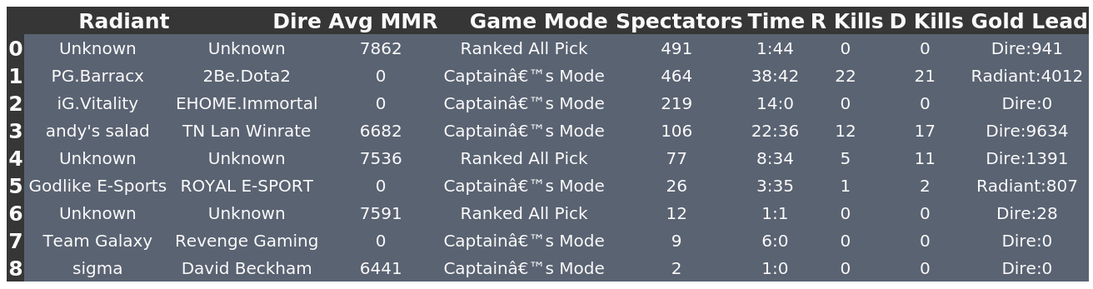 Radiant Dire Avg MMR Game Mode Spectators Time R Kills D Kills Gold Lead
0 Unknown Unknown 7862 Ranked All Pick 491 1:44 0 0 Dire:941
1 PG.Barracx 2Be.Dota2 0 Captainâ€™s Mode 464 38:42 22 21 Radiant:4012
2 iG.Vitality EHOME.Immortal 0 Captainâ€™s Mode 219 14:0 0 0 Dire:0
3 andy's salad TN Lan Winrate 6682 Captainâ€™s Mode 106 22:36 12 17 Dire:9634
4 Unknown Unknown 7536 Ranked All Pick 77 8:34 5 11 Dire:1391
5 Godlike E-Sports ROYAL E-SPORT 0 Captainâ€™s Mode 26 3:35 1 2 Radiant:807
6 Unknown Unknown 7591 Ranked All Pick 12 1:1 0 0 Dire:28
7 Team Galaxy Revenge Gaming 0 Captainâ€™s Mode 9 6:0 0 0 Dire:0
8 sigma David Beckham 6441 Captainâ€™s Mode 2 1:0 0 0 Dire:0